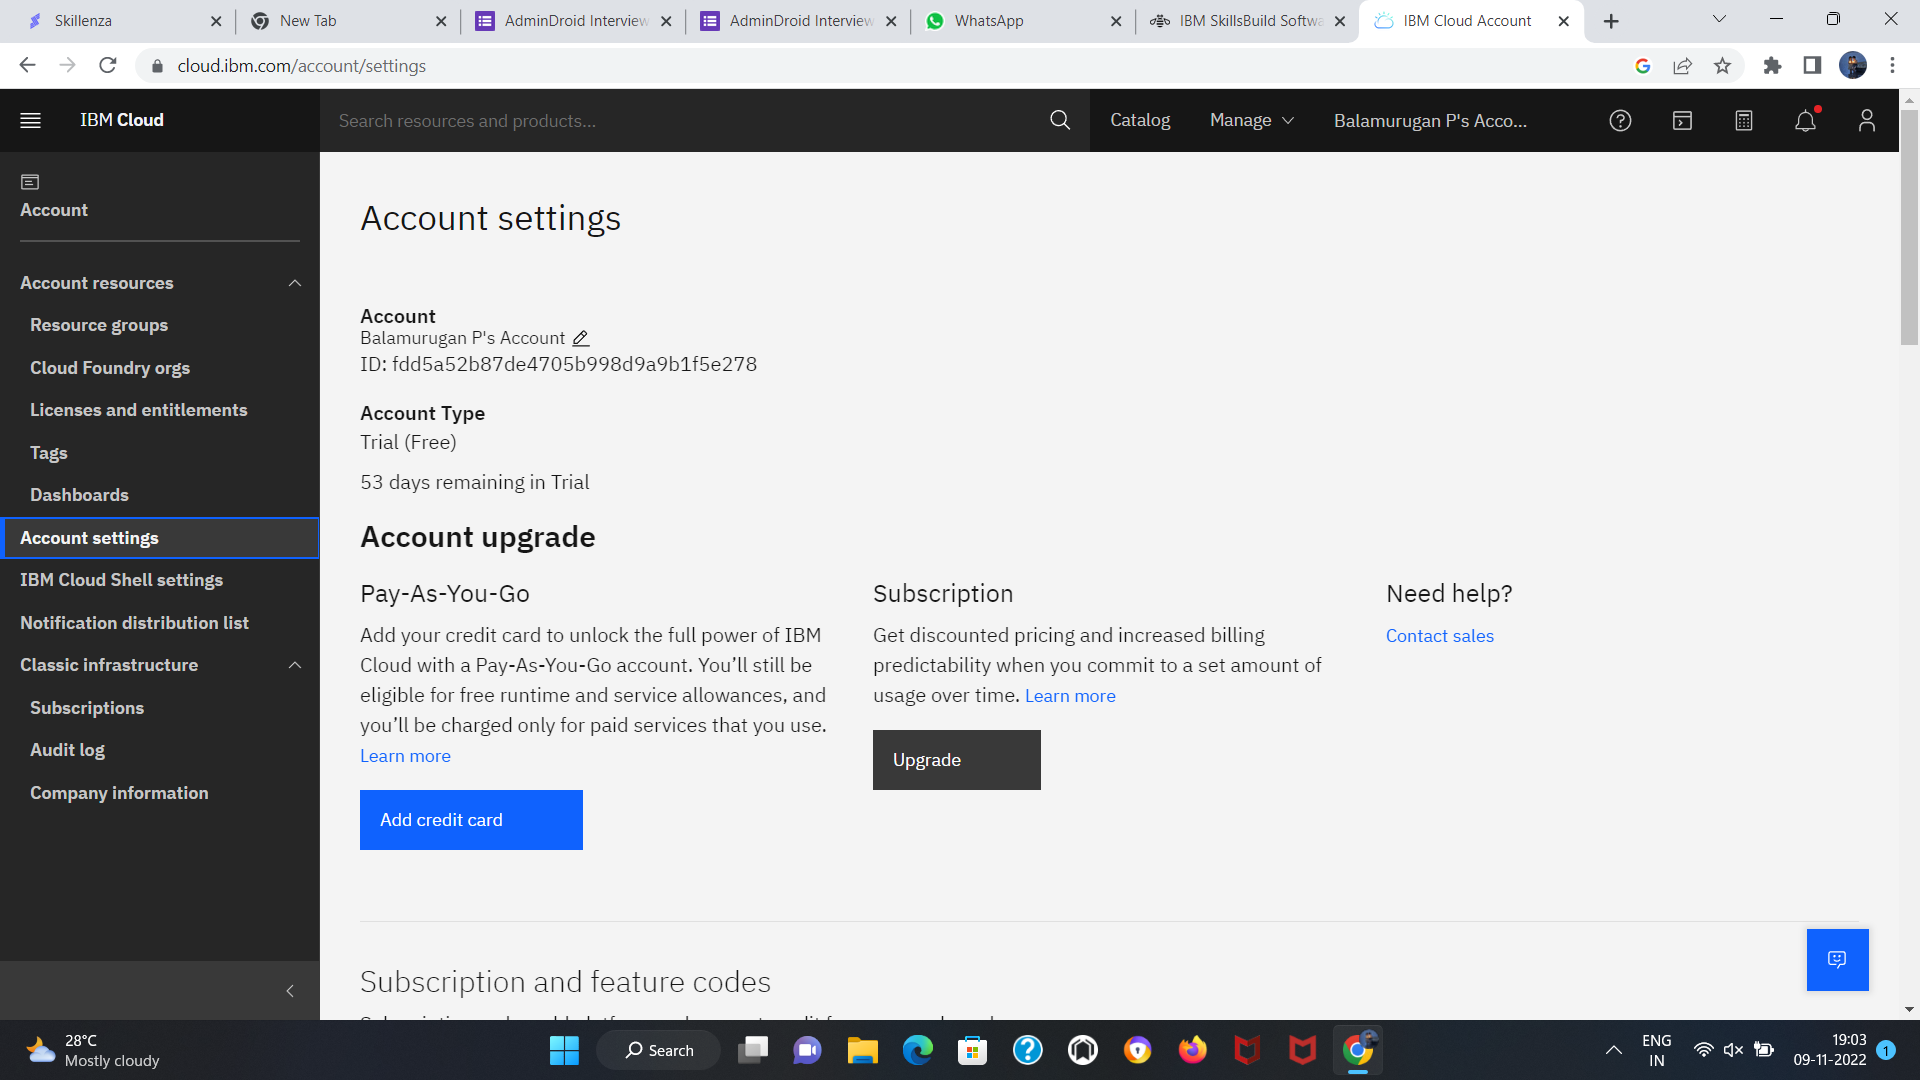 Skillenza
New Tab
AdminDroid Interview
AdminDroid Interview
WhatsApp
IBM SkillsBuild Softwa
IBM Cloud Account
cloud.ibm.com/account/settings
IBM Cloud
Search resources and products...
Catalog
Manage
Balamurugan P's Acco...
Account
Account resources
Resource groups
Cloud Foundry orgs
Licenses and entitlements
Tags
Dashboards
Account settings
IBM Cloud Shell settings
Notification distribution list
Classic infrastructure
Subscriptions
Audit log
Company information
Account settings
Account
Balamurugan P's Account
ID: fdd5a52b87de4705b998d9a9b1f5e278
Account Type
Trial (Free)
53 days remaining in Trial
Account upgrade
Pay-As-You-Go
Add your credit card to unlock the full power of IBM
Cloud with a Pay-As-You-Go account. You’ll still be
eligible for free runtime and service allowances, and
you’ll be charged only for paid services that you use.
Learn more
Add credit card
Subscription
Get discounted pricing and increased billing
predictability when you commit to a set amount of
usage over time. Learn more
Upgrade
Need help?
Contact sales
Subscription and feature codes
28°C
Mostly cloudy
Search
ENG
IN
19:03
09-11-2022
1